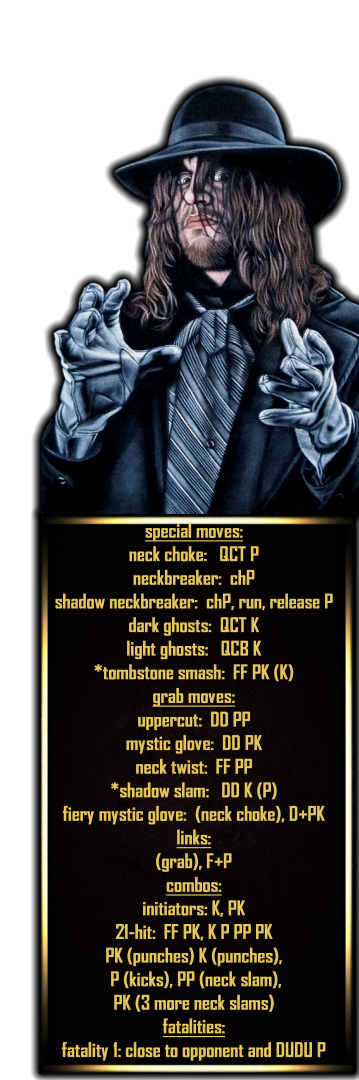 special moves:
neck choke: QCT P
neckbreaker: chP
shadow neckbreaker: chP, run, release P
dark ghosts: QCT K
light ghosts: QCB K
*tombstone smash: FF PK (K)
grab moves:
uppercut: DD PP
mystic glove: DD PK
neck twist: FF PP
*shadow slam: DD K (P)
fiery mystic glove: (neck choke), D+PK
links:
(grab), F+P
combos:
initiators: K, PK
21-hit: FF PK, K P PP PK
PK (punches) K (punches),
P (kicks), PP (neck slam),
PK (3 more neck slams)
fatalities:
fatality 1: close to opponent and DUDU P